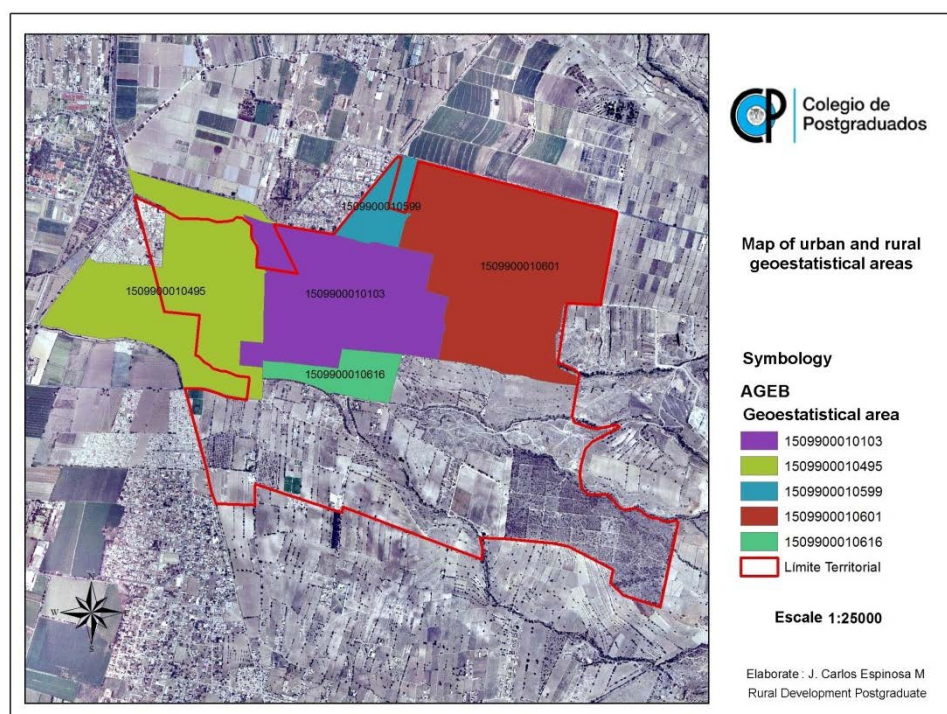 Colegio de
Postgraduados
Map of urban and rural
geoestatistical areas
Symbology
AGEB
Geoestatistical area
1509900010103
1509900010495
1509900010599
1509900010601
1509900010616
Límite Territorial
Escale 1:25000
Elaborate : J. Carlos Espinosa M
Rural Development Postgraduate
1509900010599
1509900010601
1509900010495
1509900010103
1509900010616
W
S